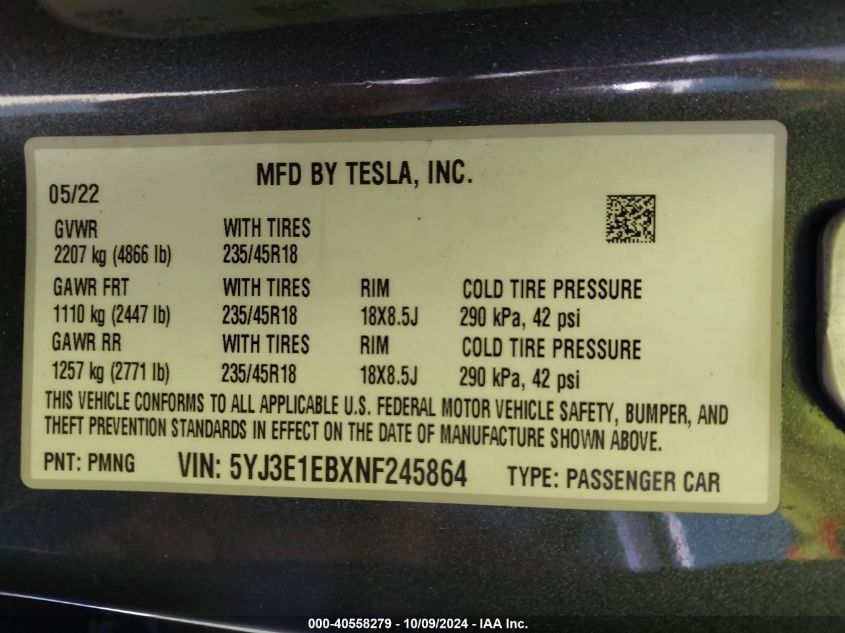 MFD BY TESLA, INC.
05/22
GVWR WITH TIRES
2207 kg (4866 lb) 235/45R18
GAWR FRT WITH TIRES RIM COLD TIRE PRESSURE
1110 kg (2447 lb) 235/45R18 18X8.5J 290 kPa, 42 psi
GAWR RR WITH TIRES RIM COLD TIRE PRESSURE
1257 kg (2771 lb) 235/45R18 18X8.5J 290 kPa, 42 psi
THIS VEHICLE CONFORMS TO ALL APPLICABLE U.S. FEDERAL MOTOR VEHICLE SAFETY, BUMPER, AND
THEFT PREVENTION STANDARDS IN EFFECT ON THE DATE OF MANUFACTURE SHOWN ABOVE.
PNT: PMNG VIN: 5YJ3E1EBXNF245864 TYPE: PASSENGER CAR
000-40558279 - 10/09/2024 - IAA Inc.